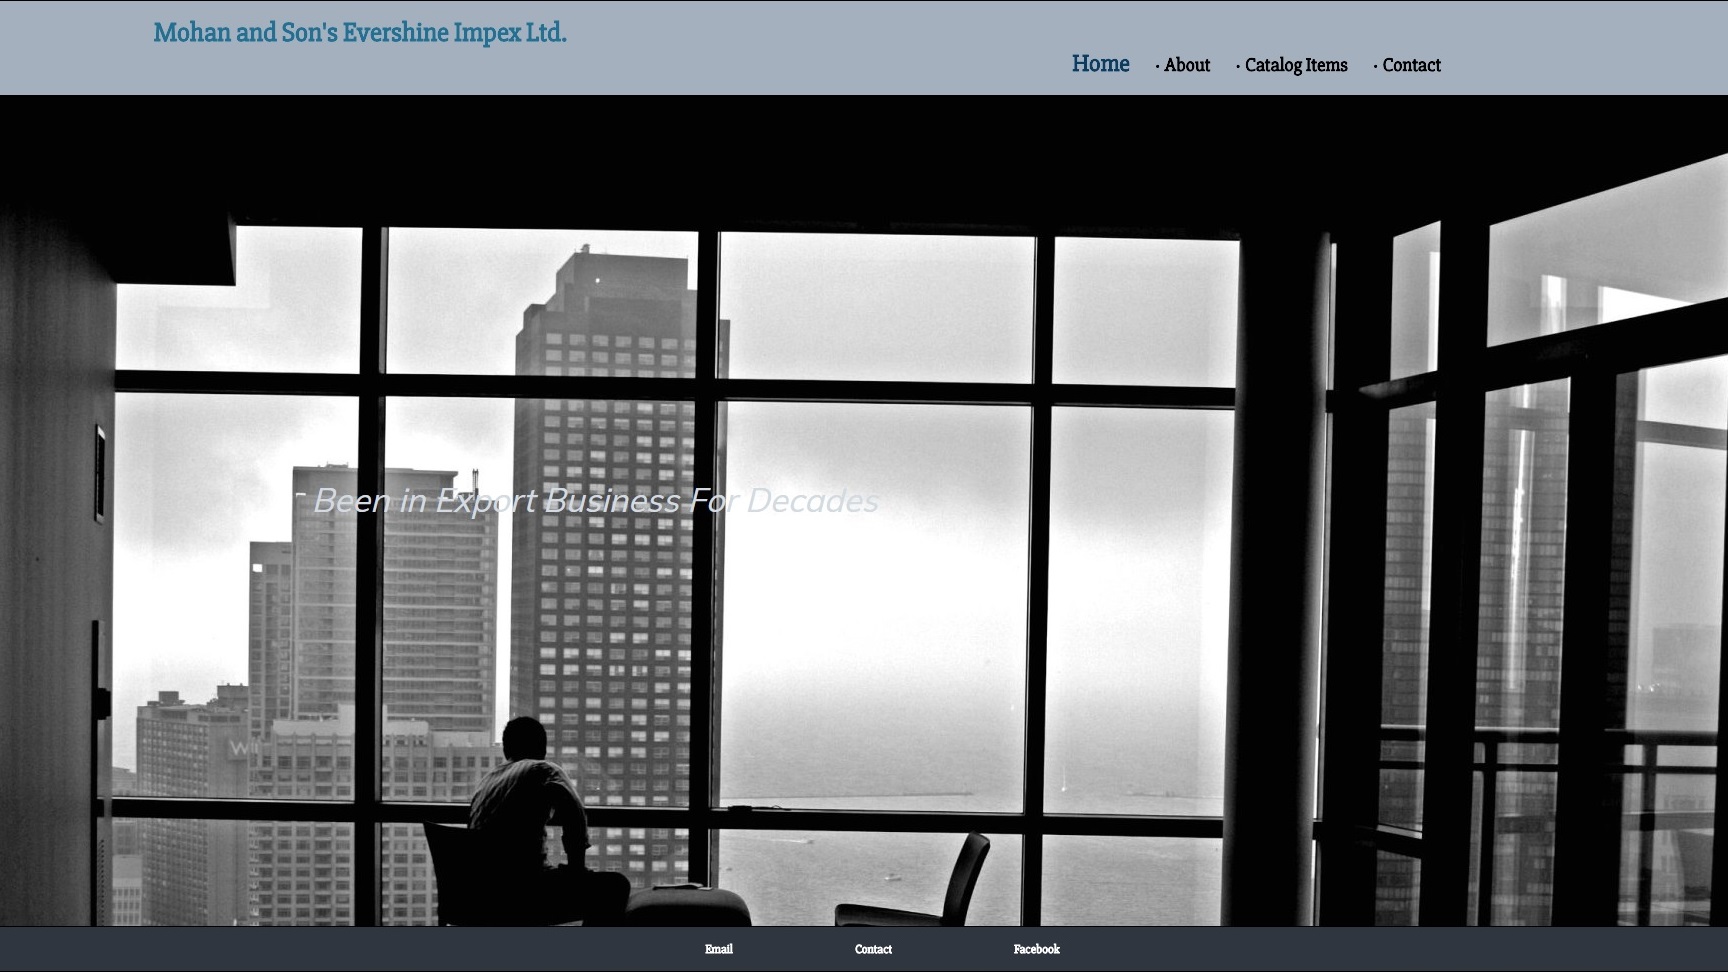 Mohan and Son's Evershine Impex Ltd.
Home · About · Catalog Items · Contact
Been in Export Business For Decades
Email Contact Facebook